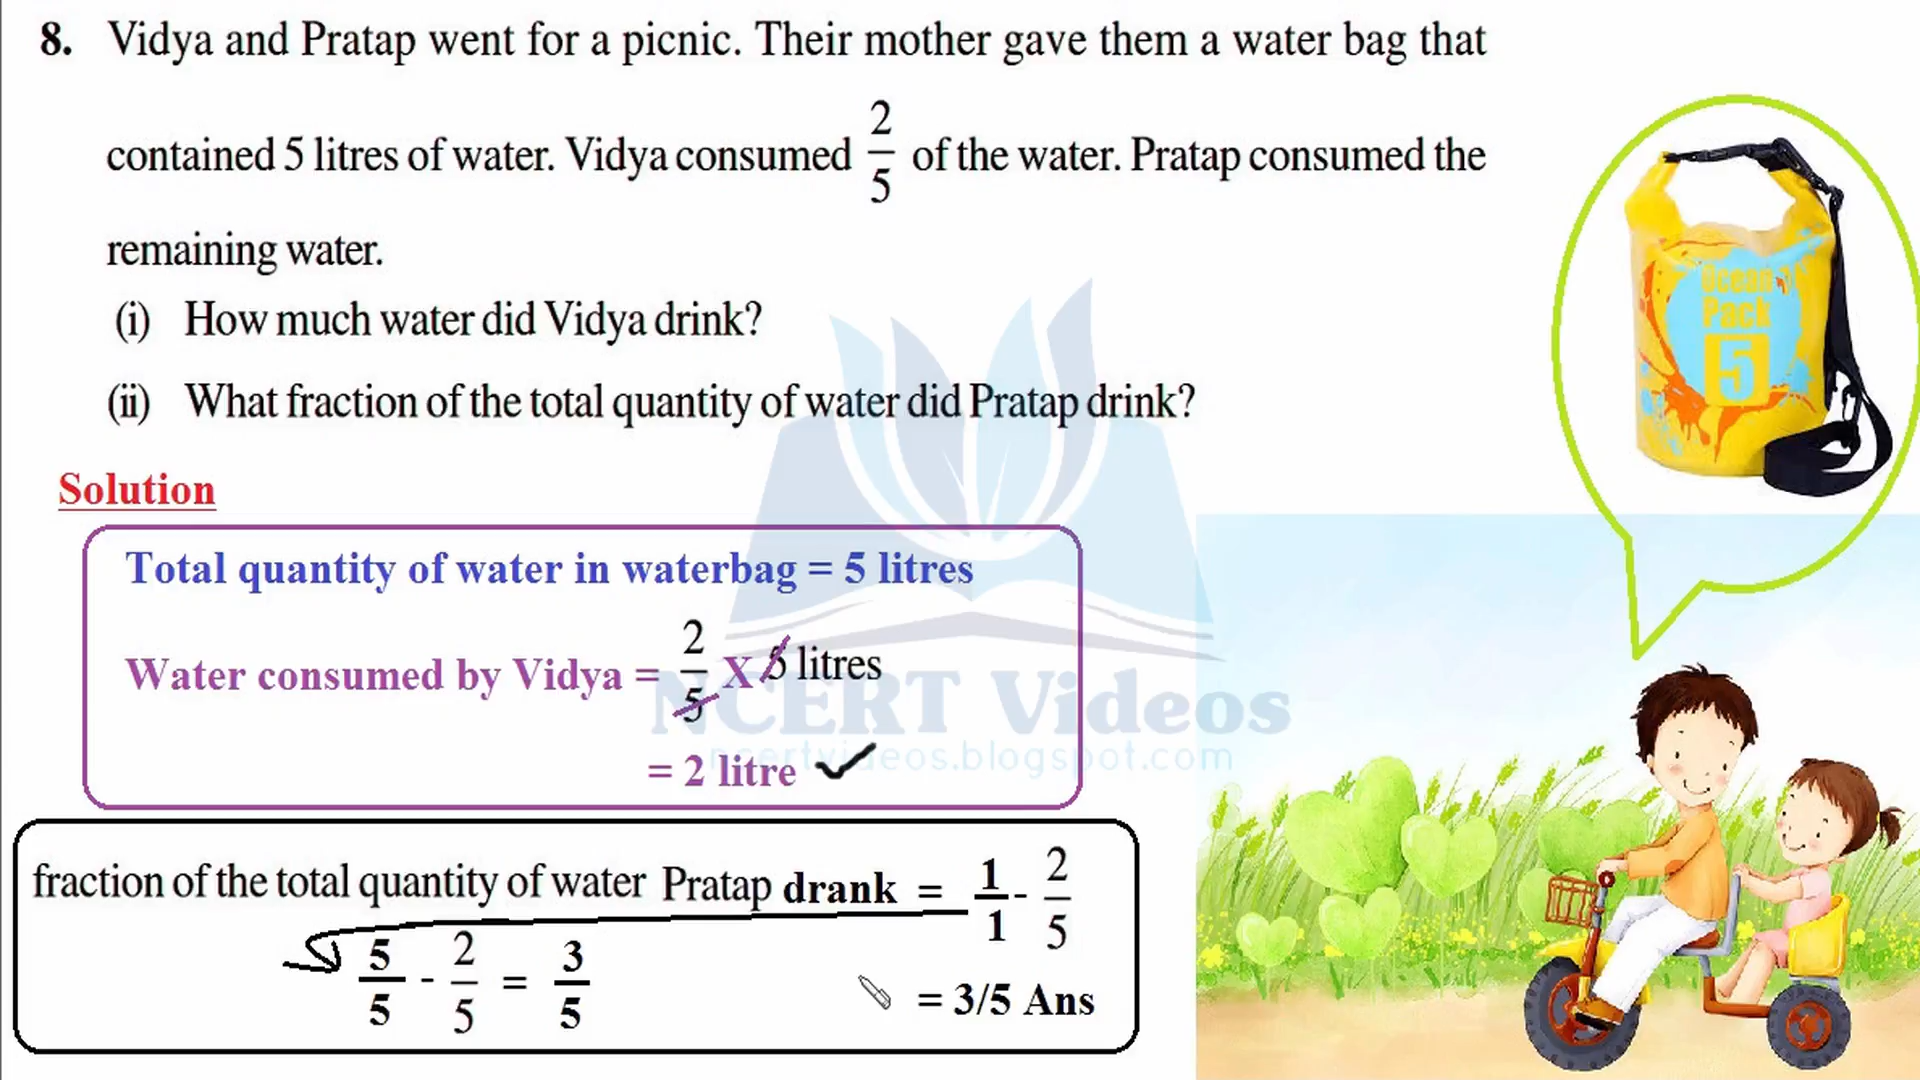 8. Vidya and Pratap went for a picnic. Their mother gave them a water bag that
contained 5 litres of water. Vidya consumed 2/5 of the water. Pratap consumed the
remaining water.
(i) How much water did Vidya drink?
(ii) What fraction of the total quantity of water did Pratap drink?
Ocean
Pack
5
Solution
Total quantity of water in waterbag = 5 litres
Water consumed by Vidya = 2/5 X 5 litres
= 2 litre ✓
NCERT Videos
ncertvideos.blogspot.com
fraction of the total quantity of water Pratap drank = 1/1 - 2/5
5/5 - 2/5 = 3/5
= 3/5 Ans